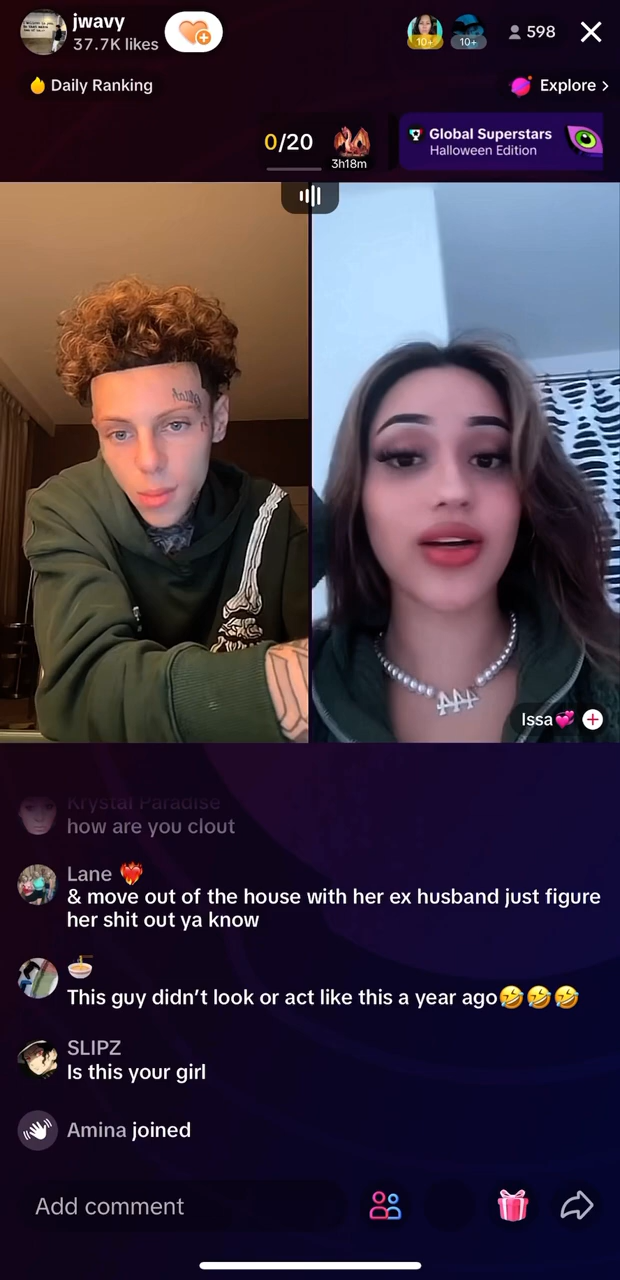 jwavy
37.7K likes
10+
10+
598
Daily Ranking
Explore >
0/20
3h18m
Global Superstars
Halloween Edition
Issa💞
Krystal Paradise
how are you clout
Lane ❤️‍🔥
& move out of the house with her ex husband just figure
her shit out ya know
🍜
This guy didn't look or act like this a year ago🤣🤣🤣
SLIPZ
Is this your girl
Amina joined
Add comment